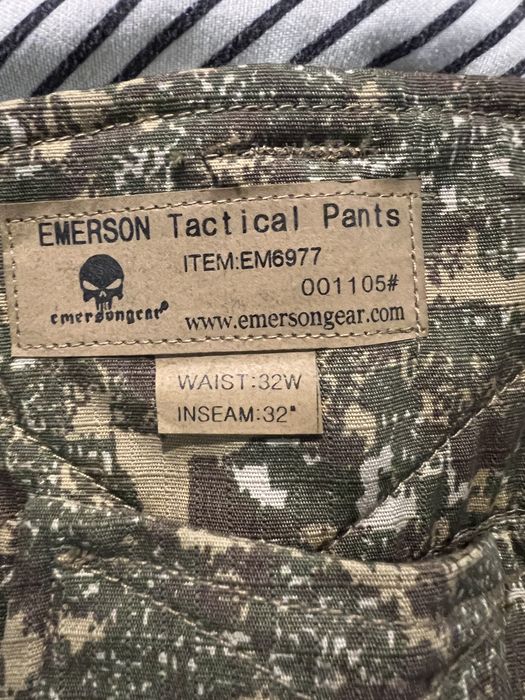 EMERSON Tactical Pants
ITEM:EM6977
001105#
emersongear®
www.emersongear.com
WAIST:32W
INSEAM:32"